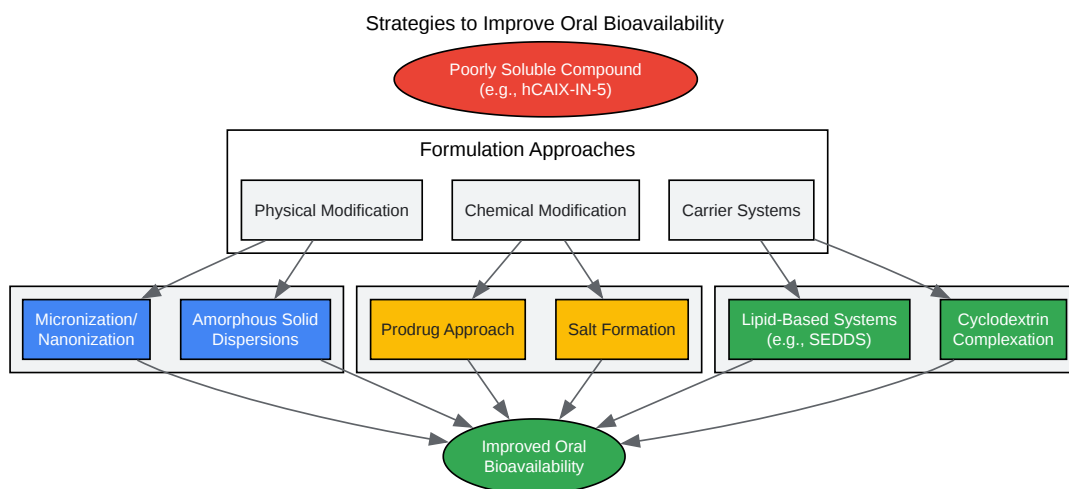 Strategies to Improve Oral Bioavailability
Poorly Soluble Compound
(e.g., hCAIX-IN-5)
Formulation Approaches
Physical Modification
Chemical Modification
Carrier Systems
Micronization/
Nanonization
Amorphous Solid
Dispersions
Prodrug Approach
Salt Formation
Lipid-Based Systems
(e.g., SEDDS)
Cyclodextrin
Complexation
Improved Oral
Bioavailability